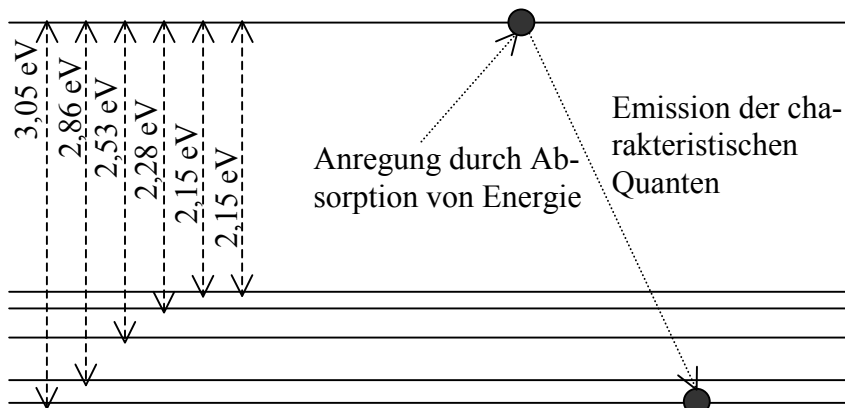 3,05 eV
2,86 eV
2,53 eV
2,28 eV
2,15 eV
2,15 eV
Anregung durch Ab-
sorption von Energie
Emission der cha-
rakteristischen
Quanten